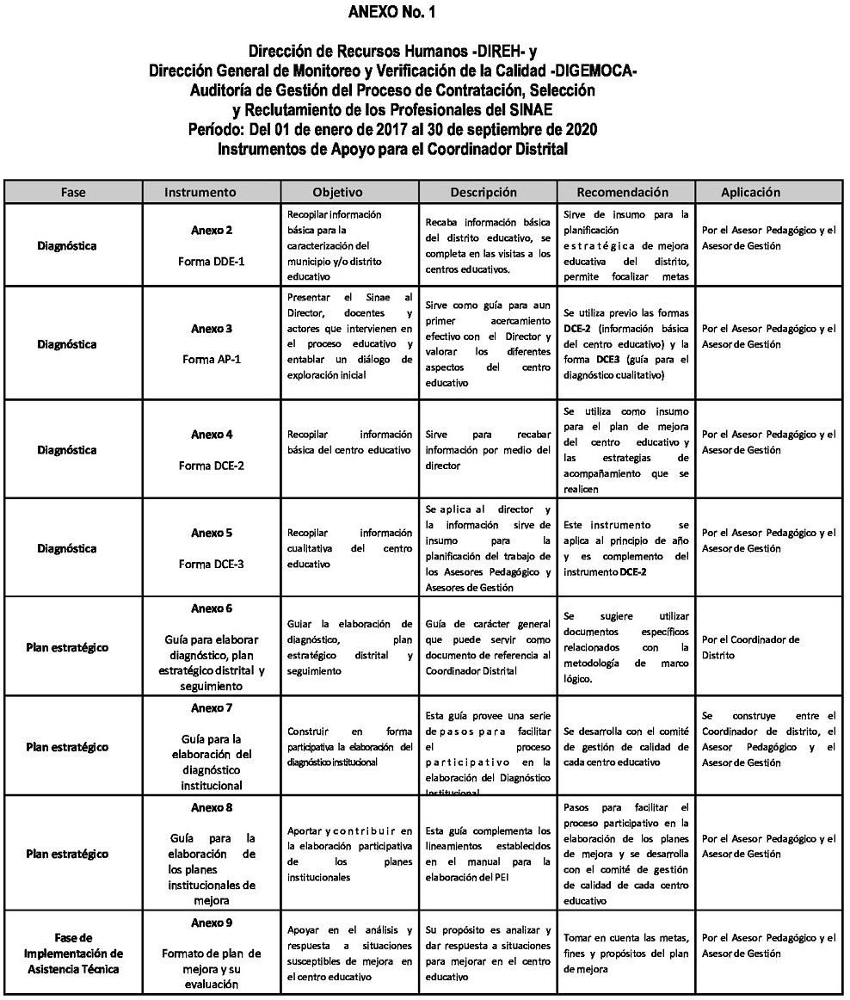 ANEXO No. 1
Dirección de Recursos Humanos -DIREH- y
Dirección General de Monitoreo y Verificación de la Calidad -DIGEMOCA-
Auditoría de Gestión del Proceso de Contratación, Selección
y Reclutamiento de los Profesionales del SINAE
Período: Del 01 de enero de 2017 al 30 de septiembre de 2020
Instrumentos de Apoyo para el Coordinador Distrital
Fase Instrumento Objetivo Descripción Recomendación Aplicación
Diagnóstica
Anexo 2
Forma DDE-1
Recopilar información
básica para la
caracterización del
municipio y/o distrito
educativo
Recaba información básica
del distrito educativo, se
completa en las visitas a los
centros educativos.
Sirve de insumo para la
planificación
estratégica de mejora
educativa del distrito,
permite focalizar metas
Por el Asesor Pedagógico y el
Asesor de Gestión
Diagnóstica
Anexo 3
Forma AP-1
Presentar el Sinae al
Director, docentes y
actores que intervienen en
el proceso educativo y
entablar un diálogo de
exploración inicial
Sirve como guía para aun
primer acercamiento
efectivo con el Director y
valorar los diferentes
aspectos del centro
educativo
Se utiliza previo las formas
DCE-2 (información básica
del centro educativo) y la
forma DCE3 (guía para el
diagnóstico cualitativo)
Por el Asesor Pedagógico y el
Asesor de Gestión
Diagnóstica
Anexo 4
Forma DCE-2
Recopilar información
básica del centro educativo
Sirve para recabar
información por medio del
director
Se utiliza como insumo
para el plan de mejora
del centro educativo y
las estrategias de
acompañamiento que se
realicen
Por el Asesor Pedagógico y el
Asesor de Gestión
Diagnóstica
Anexo 5
Forma DCE-3
Recopilar información
cualitativa del centro
educativo
Se aplica al director y
la información sirve de
insumo para la
planificación del trabajo de
los Asesores Pedagógico y
Asesores de Gestión
Este instrumento se
aplica al principio de año
y es complemento del
instrumento DCE-2
Por el Asesor Pedagógico y el
Asesor de Gestión
Plan estratégico
Anexo 6
Guía para elaborar
diagnóstico, plan
estratégico distrital y
seguimiento
Guiar la elaboración de
diagnóstico, plan
estratégico distrital y
seguimiento
Guía de carácter general
que puede servir como
documento de referencia al
Coordinador Distrital
Se sugiere utilizar
documentos específicos
relacionados con la
metodología de marco
lógico.
Por el Coordinador de
Distrito
Plan estratégico
Anexo 7
Guía para la
elaboración del
diagnóstico
institucional
Construir en forma
participativa la elaboración del
diagnóstico institucional
Esta guía provee una serie
de pasos para facilitar
el proceso
participativo en la
elaboración del Diagnóstico
Institucional
Se desarrolla con el comité
de gestión de calidad de
cada centro educativo
Se construye entre el
Coordinador de distrito, el
Asesor Pedagógico y el
Asesor de Gestión
Plan estratégico
Anexo 8
Guía para la
elaboración de
los planes
institucionales de
mejora
Aportar y contribuir en
la elaboración participativa
de los planes
institucionales
Esta guía complementa los
lineamientos establecidos
en el manual para la
elaboración del PEI
Pasos para facilitar el
proceso participativo en la
elaboración de los planes
de mejora y se desarrolla
con el comité de gestión
de calidad de cada centro
educativo
Por el Asesor Pedagógico y el
Asesor de Gestión
Fase de
Implementación de
Asistencia Técnica
Anexo 9
Formato de plan de
mejora y su
evaluación
Apoyar en el análisis y
respuesta a situaciones
susceptibles de mejora en
el centro educativo
Su propósito es analizar y
dar respuesta a situaciones
para mejorar en el centro
educativo
Tomar en cuenta las metas,
fines y propósitos del plan
de mejora
Por el Asesor Pedagógico y el
Asesor de Gestión